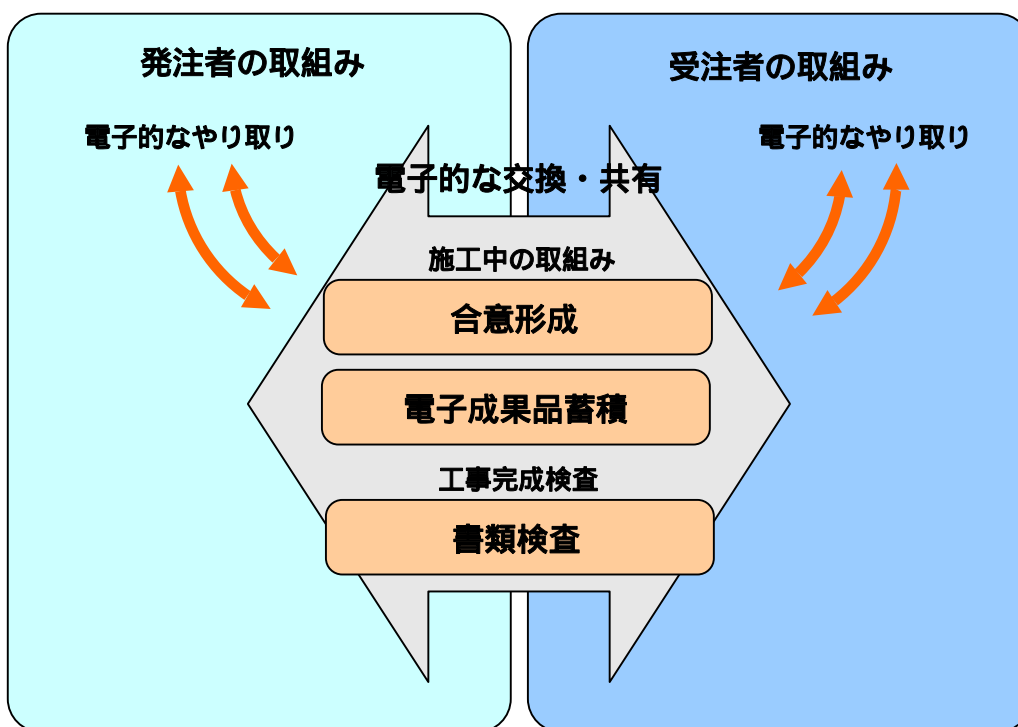 発注者の取組み
受注者の取組み
電子的なやり取り
電子的なやり取り
電子的な交換・共有
施工中の取組み
合意形成
電子成果品蓄積
工事完成検査
書類検査